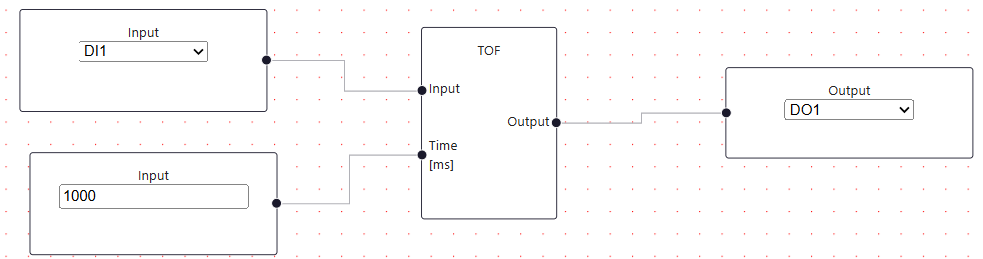 Input
DI1
Input
1000
TOF
Input
Output
Time
[ms]
Output
DO1